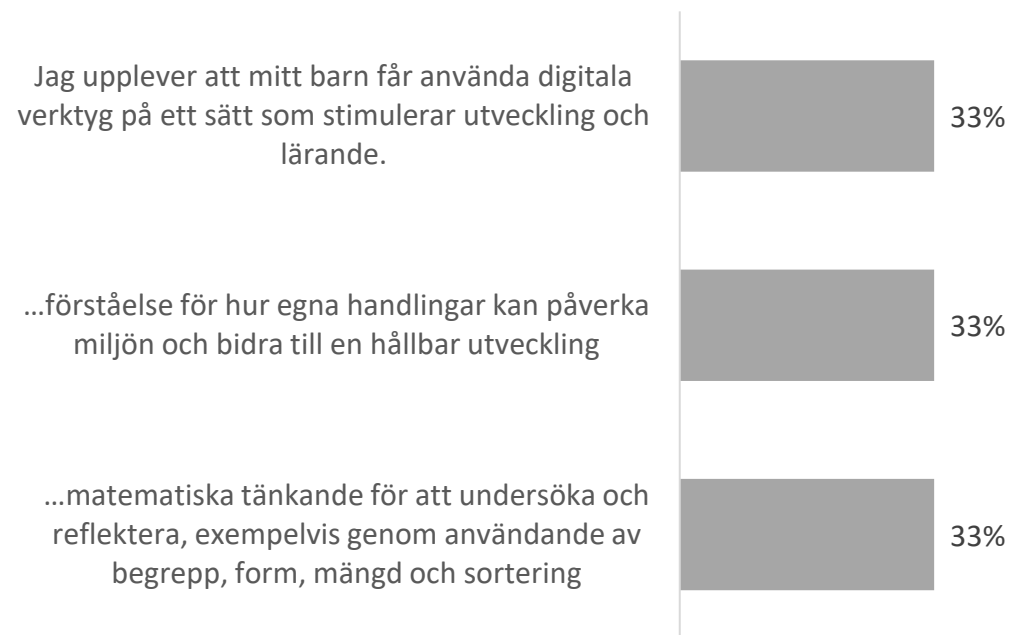 Jag upplever att mitt barn får använda digitala
verktyg på ett sätt som stimulerar utveckling och
lärande.
33%
…förståelse för hur egna handlingar kan påverka
miljön och bidra till en hållbar utveckling
33%
…matematiska tänkande för att undersöka och
reflektera, exempelvis genom användande av
begrepp, form, mängd och sortering
33%